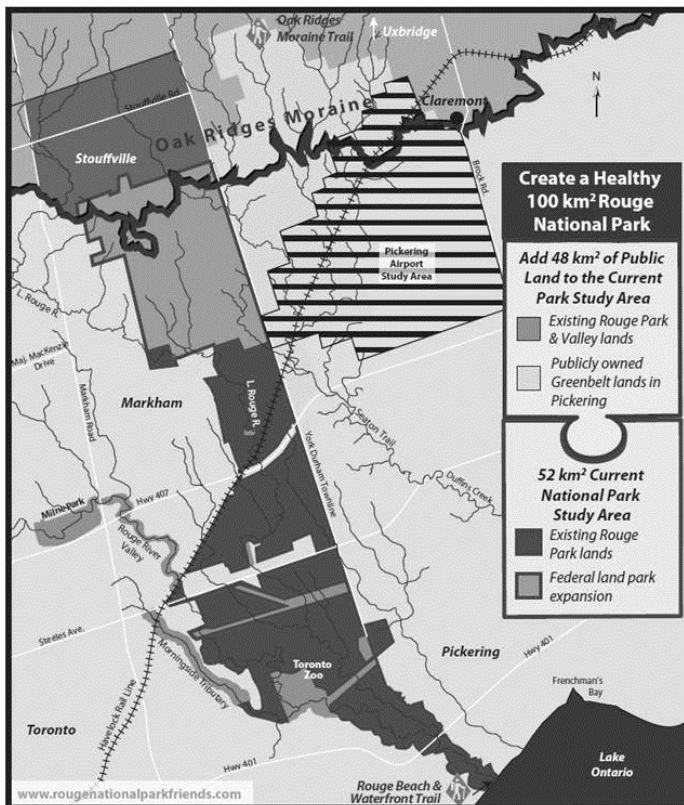 Oak Ridges
Moraine Trail
Uxbridge
Stouffville Rd.
Oak Ridges Moraine
Claremont
N
Stouffville
Brock Rd.
Create a Healthy
100 km² Rouge
National Park
Pickering
Airport
Study Area
Add 48 km² of Public
Land to the Current
Park Study Area
L. Rouge R.
Existing Rouge Park
& Valley lands
Maj. MacKenzie
Drive
Publicly owned
Greenbelt lands in
Pickering
Markham Road
Markham
L. Rouge R.
Seaton Trail
York Durham Townline
52 km² Current
National Park
Study Area
Duffins Creek
Hwy 407
Milne Park
Existing Rouge
Park lands
Rouge River
Valley
Federal land park
expansion
Steeles Ave.
Morningside Tributary
Toronto
Zoo
Pickering
Hwy 401
Frenchman's
Bay
Havelock Rail Line
Toronto
Hwy 401
Lake
Ontario
Rouge Beach &
Waterfront Trail
www.rougenationalparkfriends.com